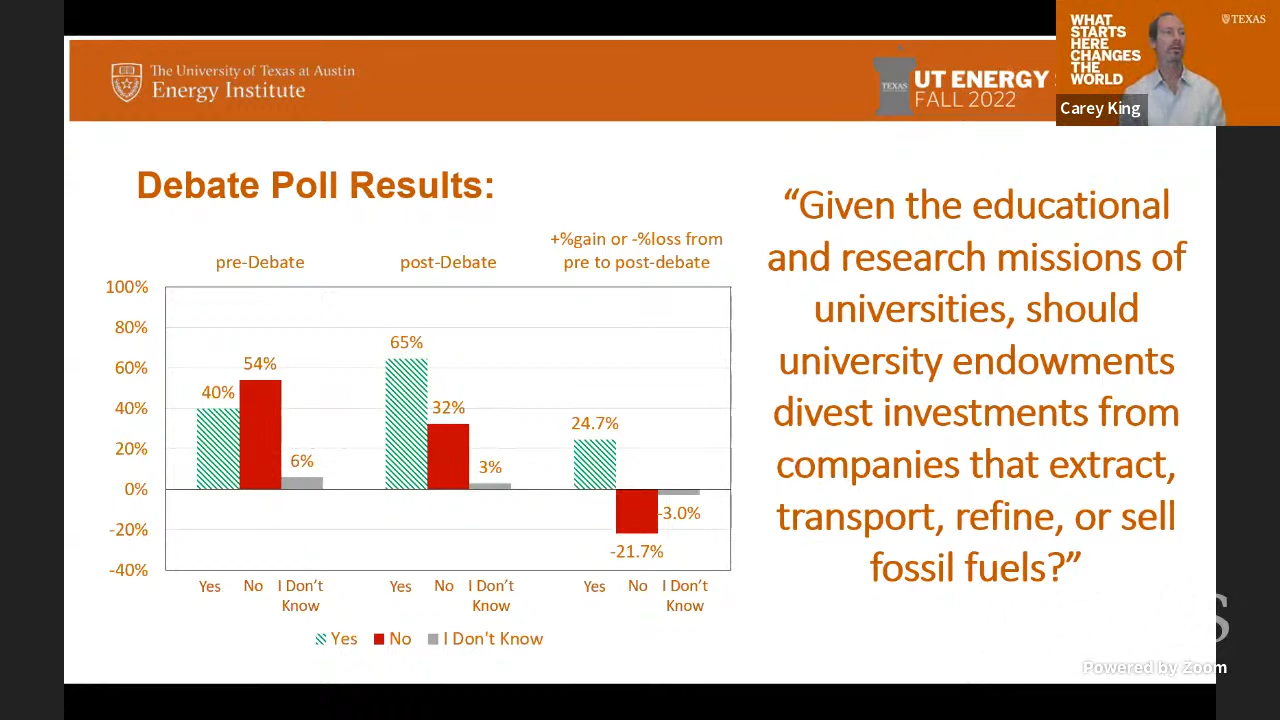 WHAT
STARTS
HERE
CHANGES
THE
WORLD
TEXAS
Carey King
The University of Texas at Austin
Energy Institute
TEXAS
UT ENERGY
FALL 2022
Debate Poll Results:
pre-Debate
post-Debate
+%gain or -%loss from
pre to post-debate
100%
80%
60%
40%
20%
0%
-20%
-40%
40%
54%
6%
65%
32%
3%
24.7%
-21.7%
-3.0%
Yes No I Don't
Know
Yes No I Don't
Know
Yes No I Don't
Know
Yes No I Don't Know
“Given the educational
and research missions of
universities, should
university endowments
divest investments from
companies that extract,
transport, refine, or sell
fossil fuels?”
Powered by Zoom